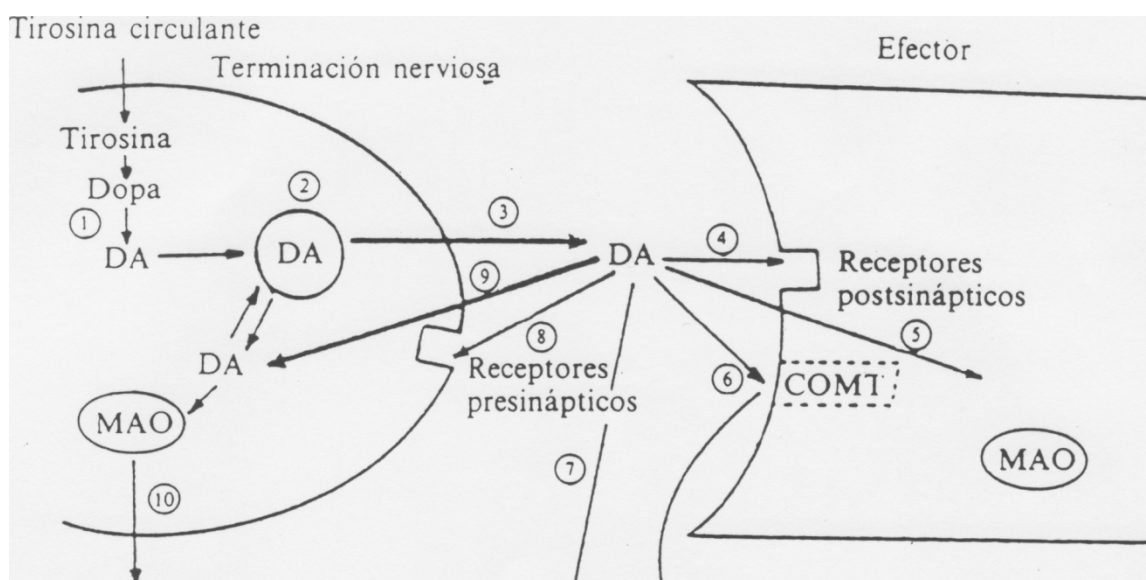 Tirosina circulante
Terminación nerviosa
Efector
Tirosina
Dopa
①
DA
②
DA
③
DA
④
Receptores
postsinápticos
⑤
⑨
⑧
Receptores
presinápticos
⑥
COMT
DA
MAO
⑦
MAO
⑩